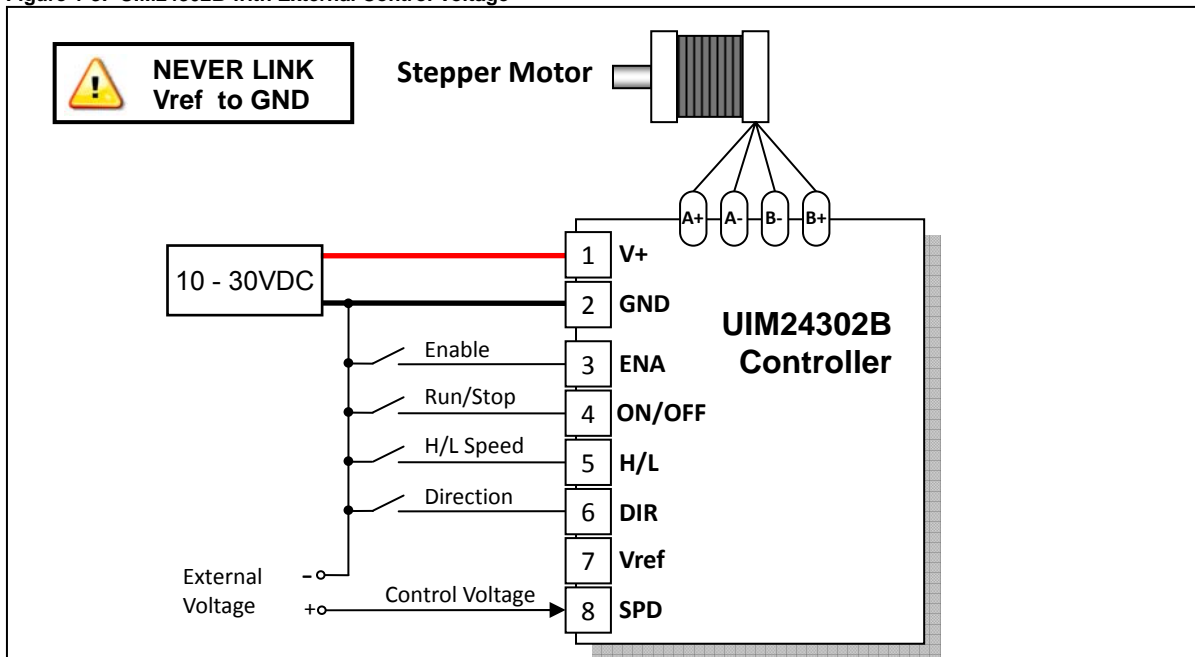 NEVER LINK
Vref to GND
Stepper Motor
A+ A- B- B+
10 - 30VDC
1 V+
2 GND
UIM24302B
Controller
Enable 3 ENA
Run/Stop 4 ON/OFF
H/L Speed 5 H/L
Direction 6 DIR
7 Vref
External
Voltage
-
+
Control Voltage 8 SPD